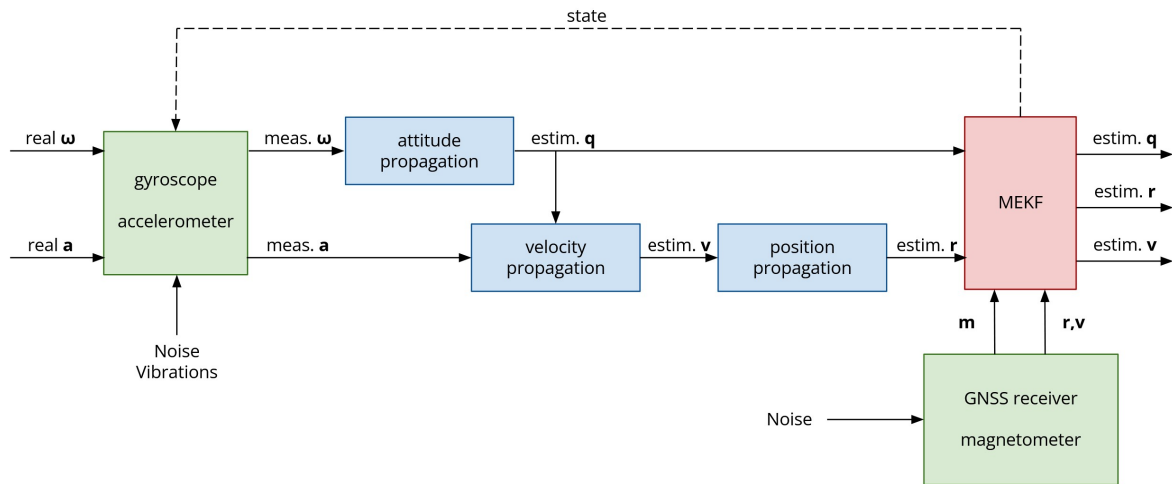 state
real ω
meas. ω
attitude
propagation
estim. q
estim. q
gyroscope
accelerometer
MEKF
estim. r
real a
meas. a
velocity
propagation
estim. v
position
propagation
estim. r
estim. v
m
r,v
Noise
Vibrations
GNSS receiver
magnetometer
Noise